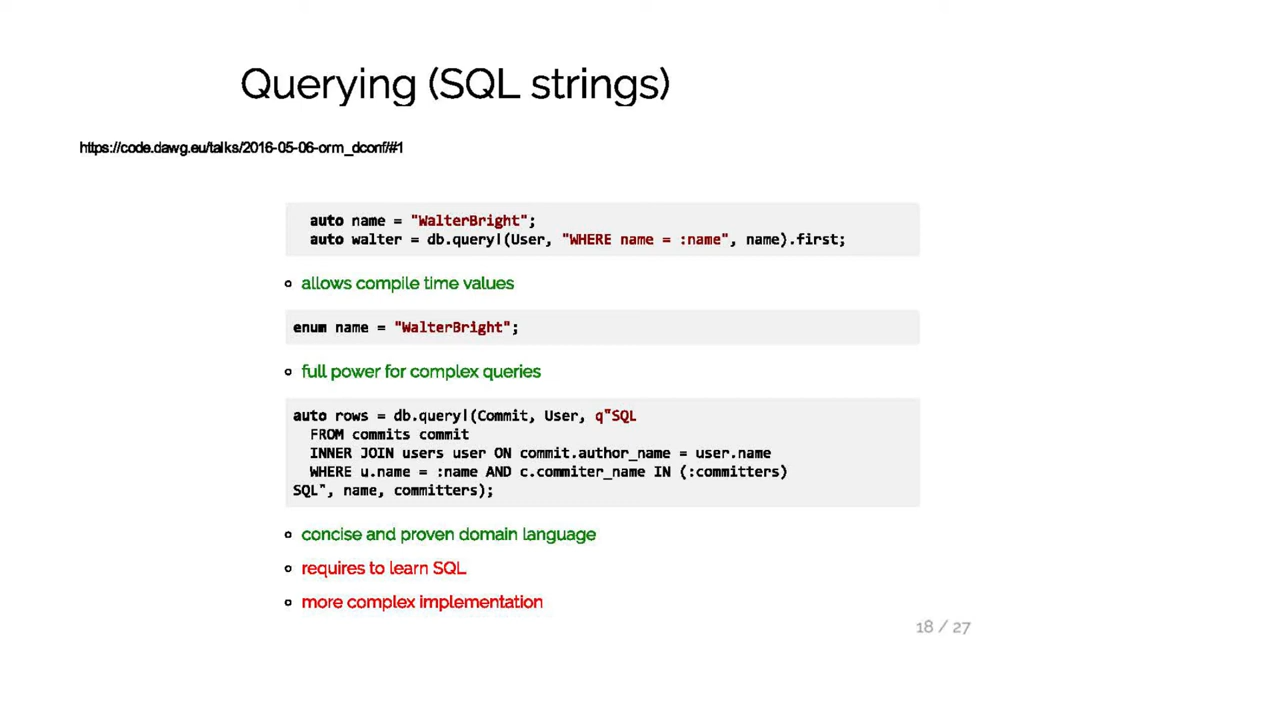 Querying (SQL strings)
https://code.dawg.eu/talks/2016-05-06-orm_dconf/#1
auto name = "WalterBright";
auto walter = db.query!(User, "WHERE name = :name", name).first;
allows compile time values
enum name = "WalterBright";
full power for complex queries
auto rows = db.query!(Commit, User, q"SQL
FROM commits commit
INNER JOIN users user ON commit.author_name = user.name
WHERE u.name = :name AND c.commiter_name IN (:committers)
SQL", name, committers);
concise and proven domain language
requires to learn SQL
more complex implementation
18 / 27